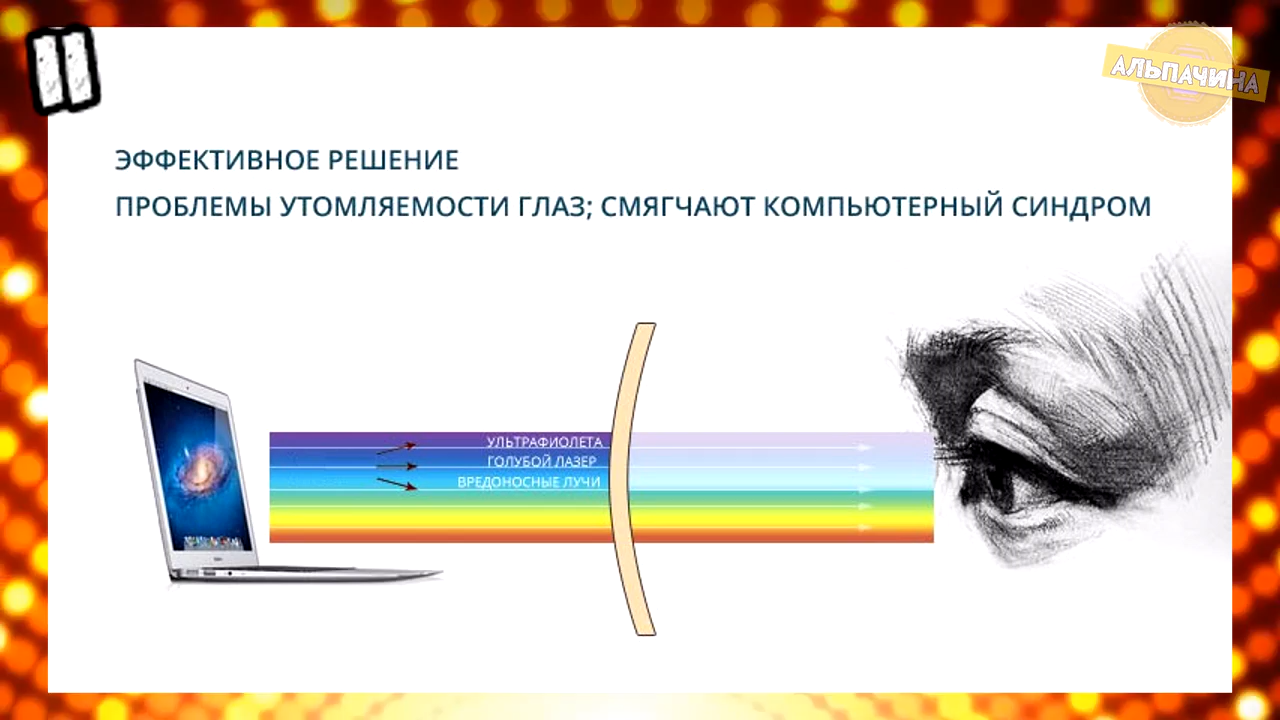 АЛЬПАЧИНА
ЭФФЕКТИВНОЕ РЕШЕНИЕ
ПРОБЛЕМЫ УТОМЛЯЕМОСТИ ГЛАЗ; СМЯГЧАЮТ КОМПЬЮТЕРНЫЙ СИНДРОМ
УЛЬТРАФИОЛЕТА
ГОЛУБОЙ ЛАЗЕР
ВРЕДОНОСНЫЕ ЛУЧИ